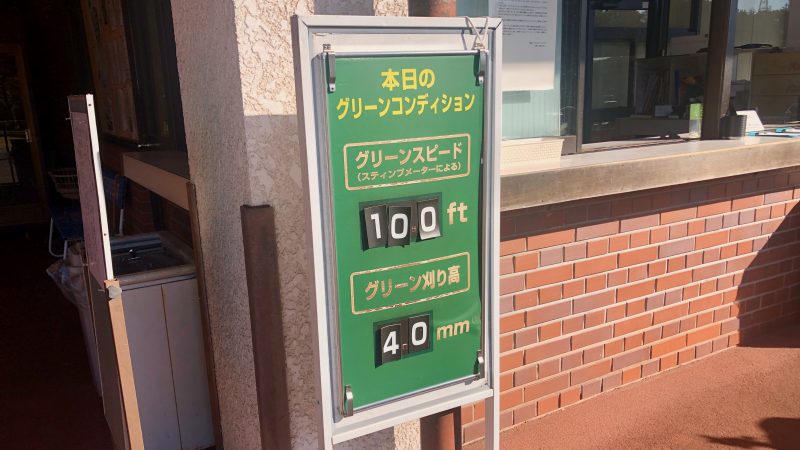 本日の
グリーンコンディション
グリーンスピード
(スティンプメーターによる)
10.0 ft
グリーン刈り高
4.0 mm